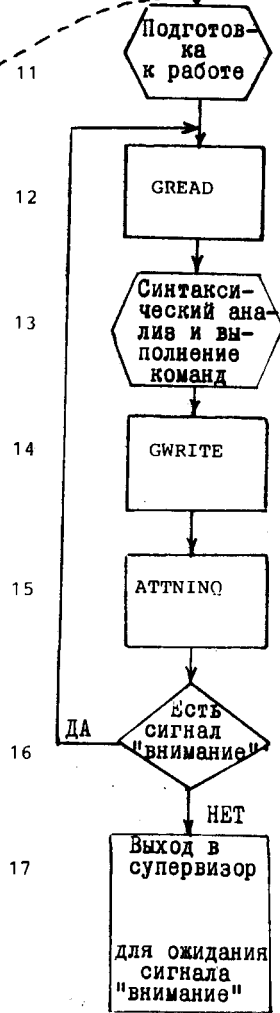 Подготов-
ка
к работе
11
12
GREAD
13
Синтакси-
ческий ана-
лиз и вы-
полнение
команд
14
GWRITE
15
ATTNINQ
Есть
сигнал
"внимание"
ДА
16
НЕТ
17
Выход в
супервизор
для ожидания
сигнала
"внимание"